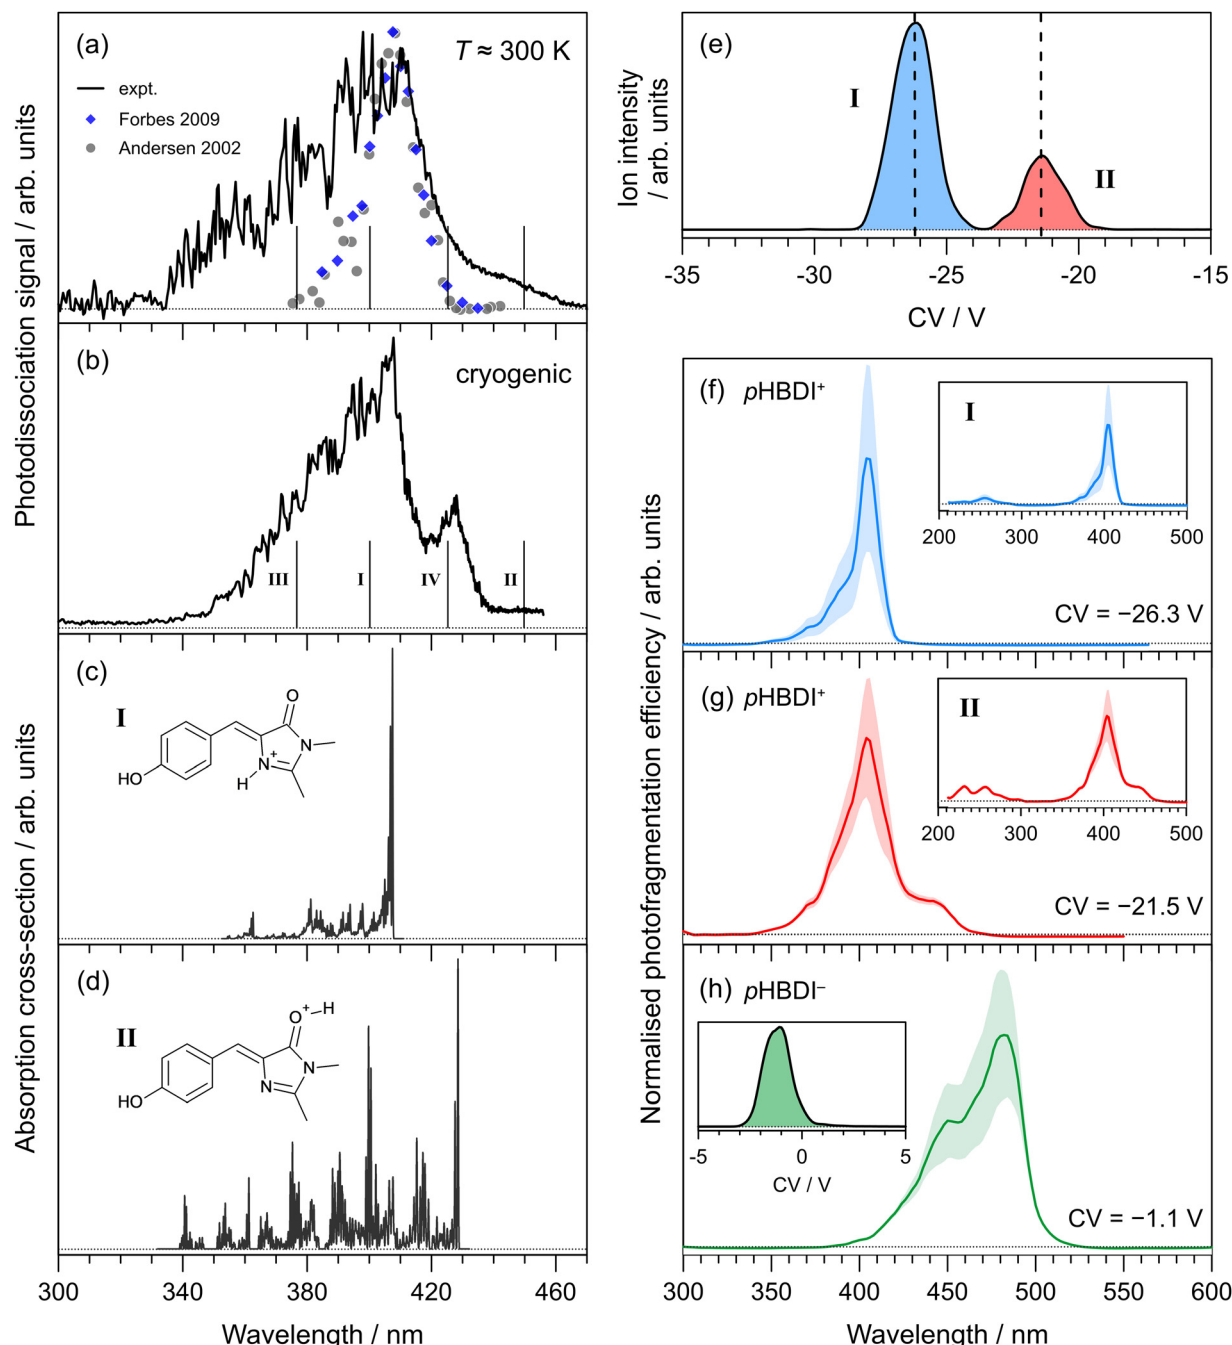 (a)
T ≈ 300 K
expt.
Forbes 2009
Andersen 2002
Photodissociation signal / arb. units
(b)
cryogenic
III
I
IV
II
(c)
I
O
N
+
N
H
HO
Absorption cross-section / arb. units
(d)
II
O+
H
N
N
HO
300 340 380 420 460
Wavelength / nm
(e)
I
II
Ion intensity
/ arb. units
-35 -30 -25 -20 -15
CV / V
(f) pHBDI+
I
200 300 400 500
CV = −26.3 V
Normalised photofragmentation efficiency / arb. units
(g) pHBDI+
II
200 300 400 500
CV = −21.5 V
(h) pHBDI−
-5 0 5
CV / V
CV = −1.1 V
300 350 400 450 500 550 600
Wavelength / nm